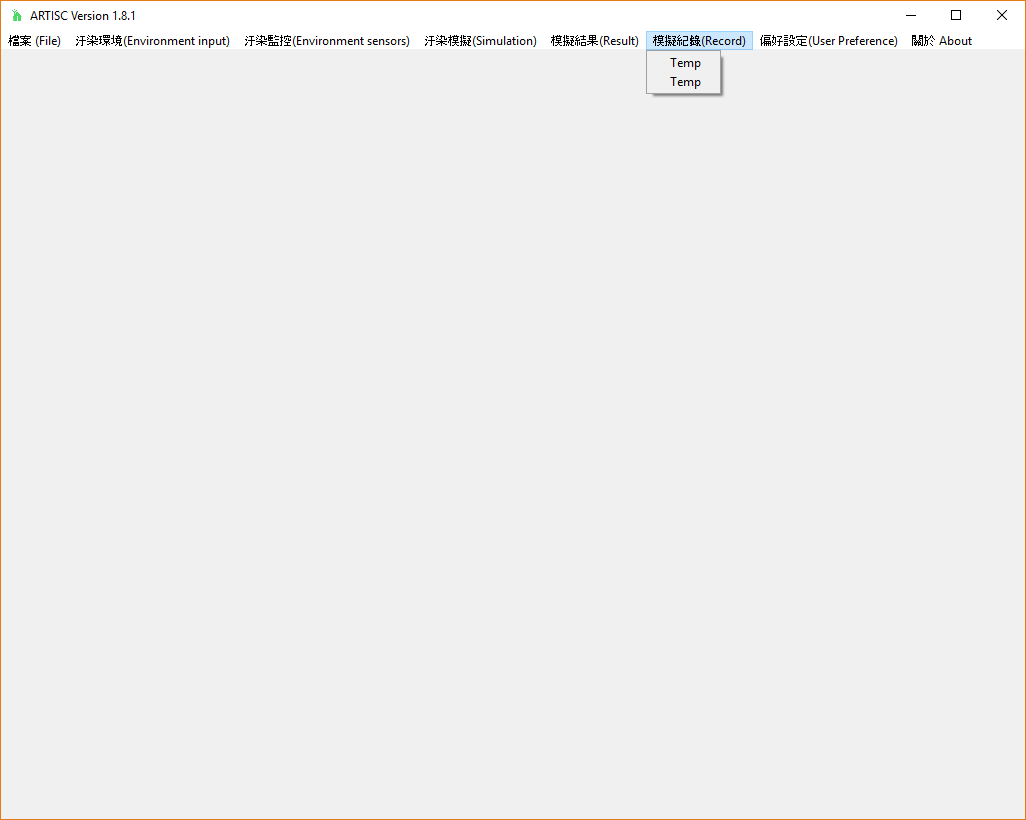 ARTISC Version 1.8.1
檔案 (File) 汙染環境(Environment input) 汙染監控(Environment sensors) 汙染模擬(Simulation) 模擬結果(Result) 模擬紀錄(Record) 偏好設定(User Preference) 關於 About
Temp
Temp